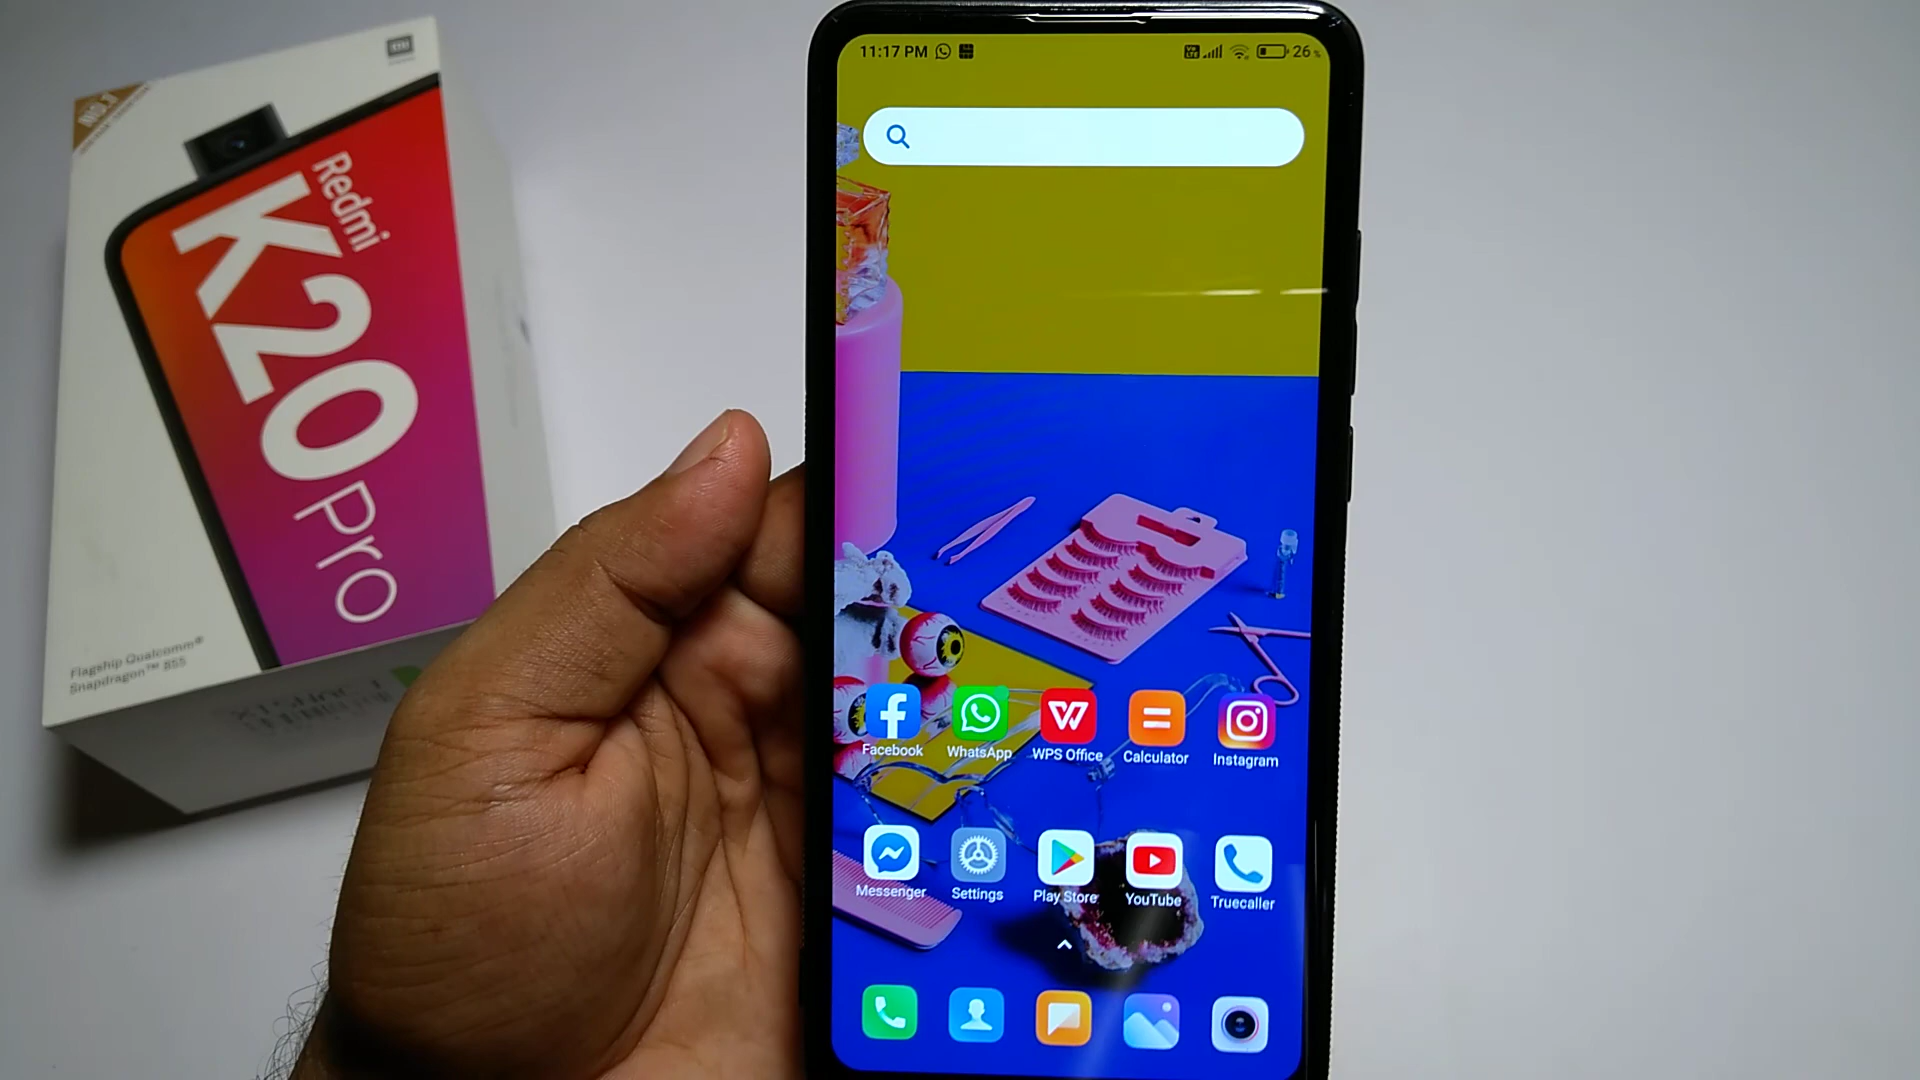 Redmi
K20 Pro
Flagship Qualcomm®
Snapdragon™ 855
11:17 PM
26 %
Facebook
WhatsApp
WPS Office
Calculator
Instagram
Messenger
Settings
Play Store
YouTube
Truecaller